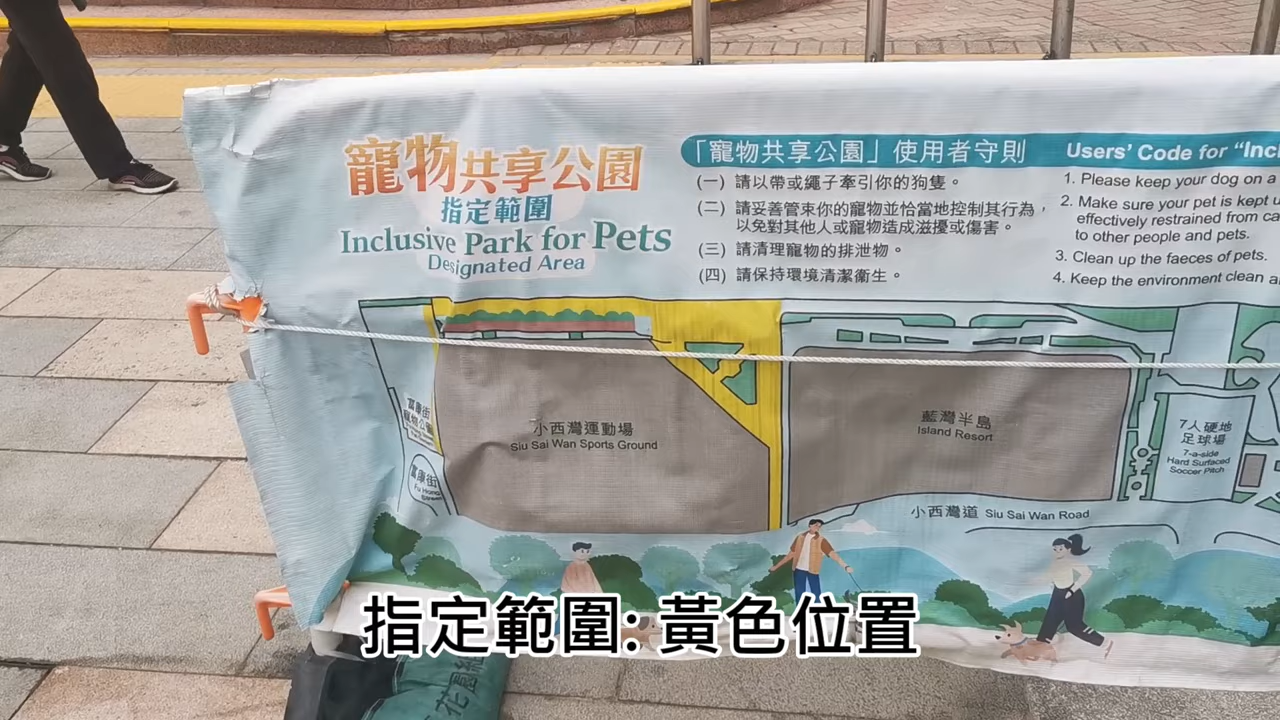 寵物共享公園
指定範圍
Inclusive Park for Pets
Designated Area
「寵物共享公園」使用者守則
Users' Code for "Incl
(一) 請以帶或繩子牽引你的狗隻。
(二) 請妥善管束你的寵物並恰當地控制其行為，
以免對其他人或寵物造成滋擾或傷害。
(三) 請清理寵物的排泄物。
(四) 請保持環境清潔衞生。
1. Please keep your dog on a
2. Make sure your pet is kept u
effectively restrained from ca
to other people and pets.
3. Clean up the faeces of pets.
4. Keep the environment clean a
富康街
寵物公園
富康街
Fu Hong
Street
小西灣運動場
Siu Sai Wan Sports Ground
藍灣半島
Island Resort
7人硬地
足球場
7-a-side
Hard Surfaced
Soccer Pitch
小西灣道 Siu Sai Wan Road
指定範圍: 黃色位置